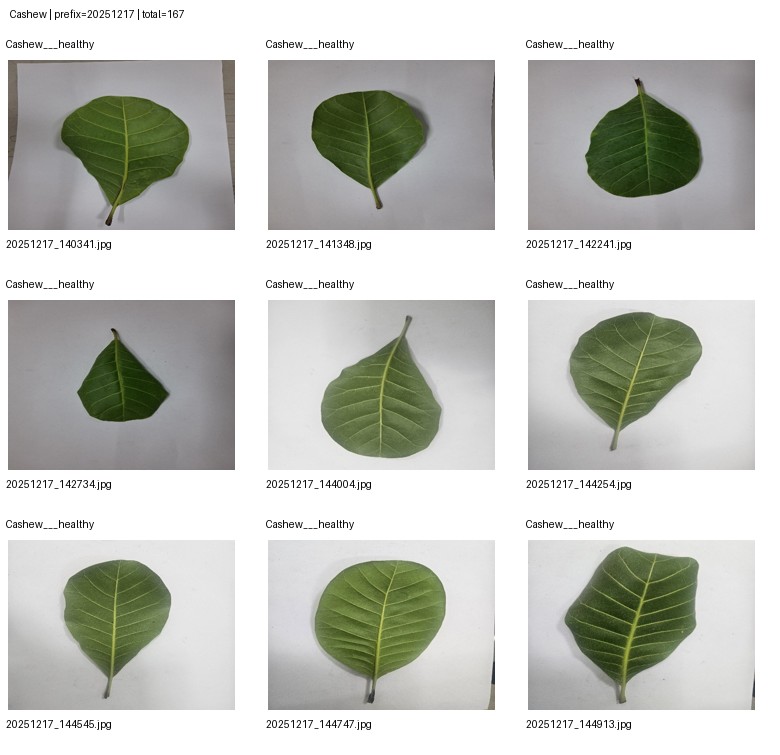 Cashew | prefix=20251217 | total=167
Cashew___healthy
Cashew___healthy
Cashew___healthy
20251217_140341.jpg
20251217_141348.jpg
20251217_142241.jpg
Cashew___healthy
Cashew___healthy
Cashew___healthy
20251217_142734.jpg
20251217_144004.jpg
20251217_144254.jpg
Cashew___healthy
Cashew___healthy
Cashew___healthy
20251217_144545.jpg
20251217_144747.jpg
20251217_144913.jpg